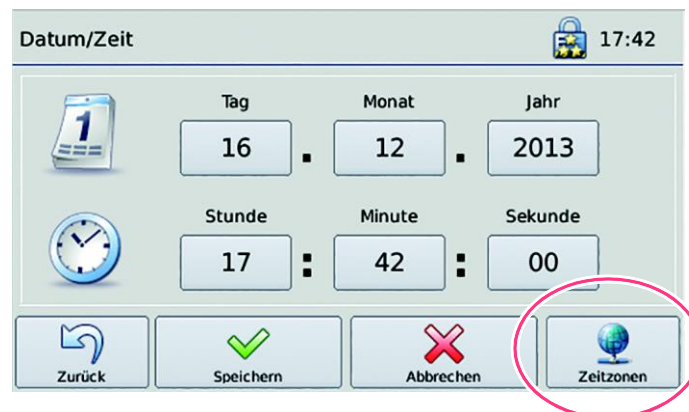 Datum/Zeit 17:42
1
Tag Monat Jahr
16 . 12 . 2013
Stunde Minute Sekunde
17 : 42 : 00
Zurück Speichern Abbrechen Zeitzonen